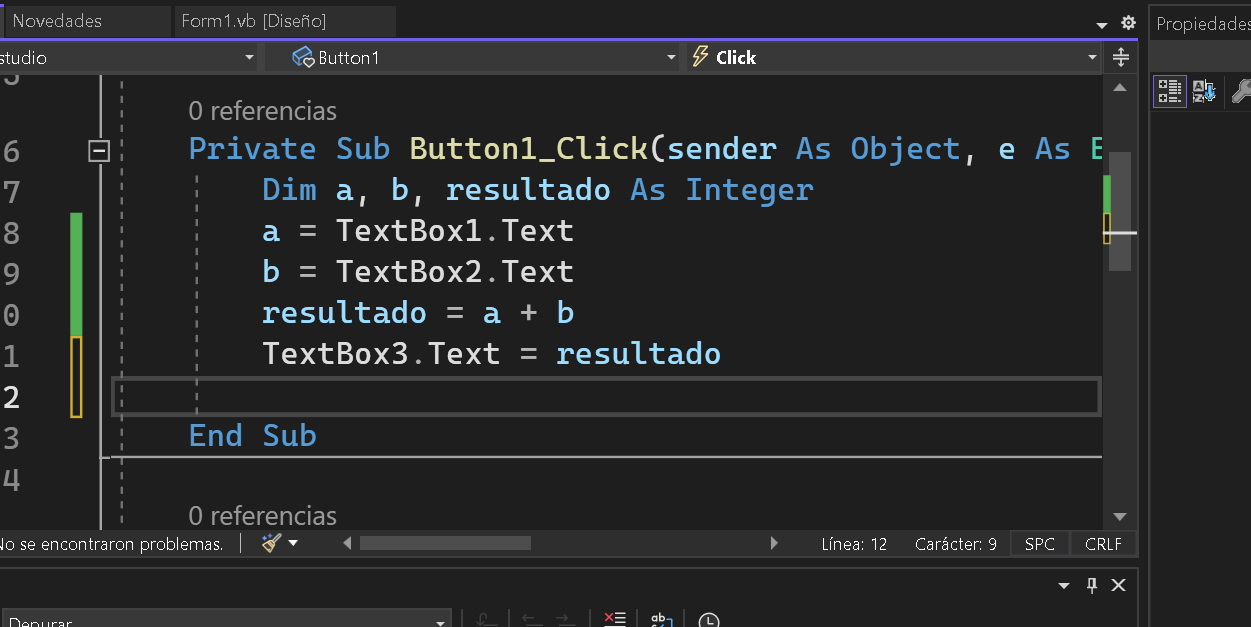 Novedades
Form1.vb [Diseño]
Propiedades
Button1
Click
0 referencias
6 Private Sub Button1_Click(sender As Object, e As
7 Dim a, b, resultado As Integer
8 a = TextBox1.Text
9 b = TextBox2.Text
0 resultado = a + b
1 TextBox3.Text = resultado
2
3 End Sub
4
0 referencias
No se encontraron problemas.
Línea: 12
Carácter: 9
SPC
CRLF
Depurar